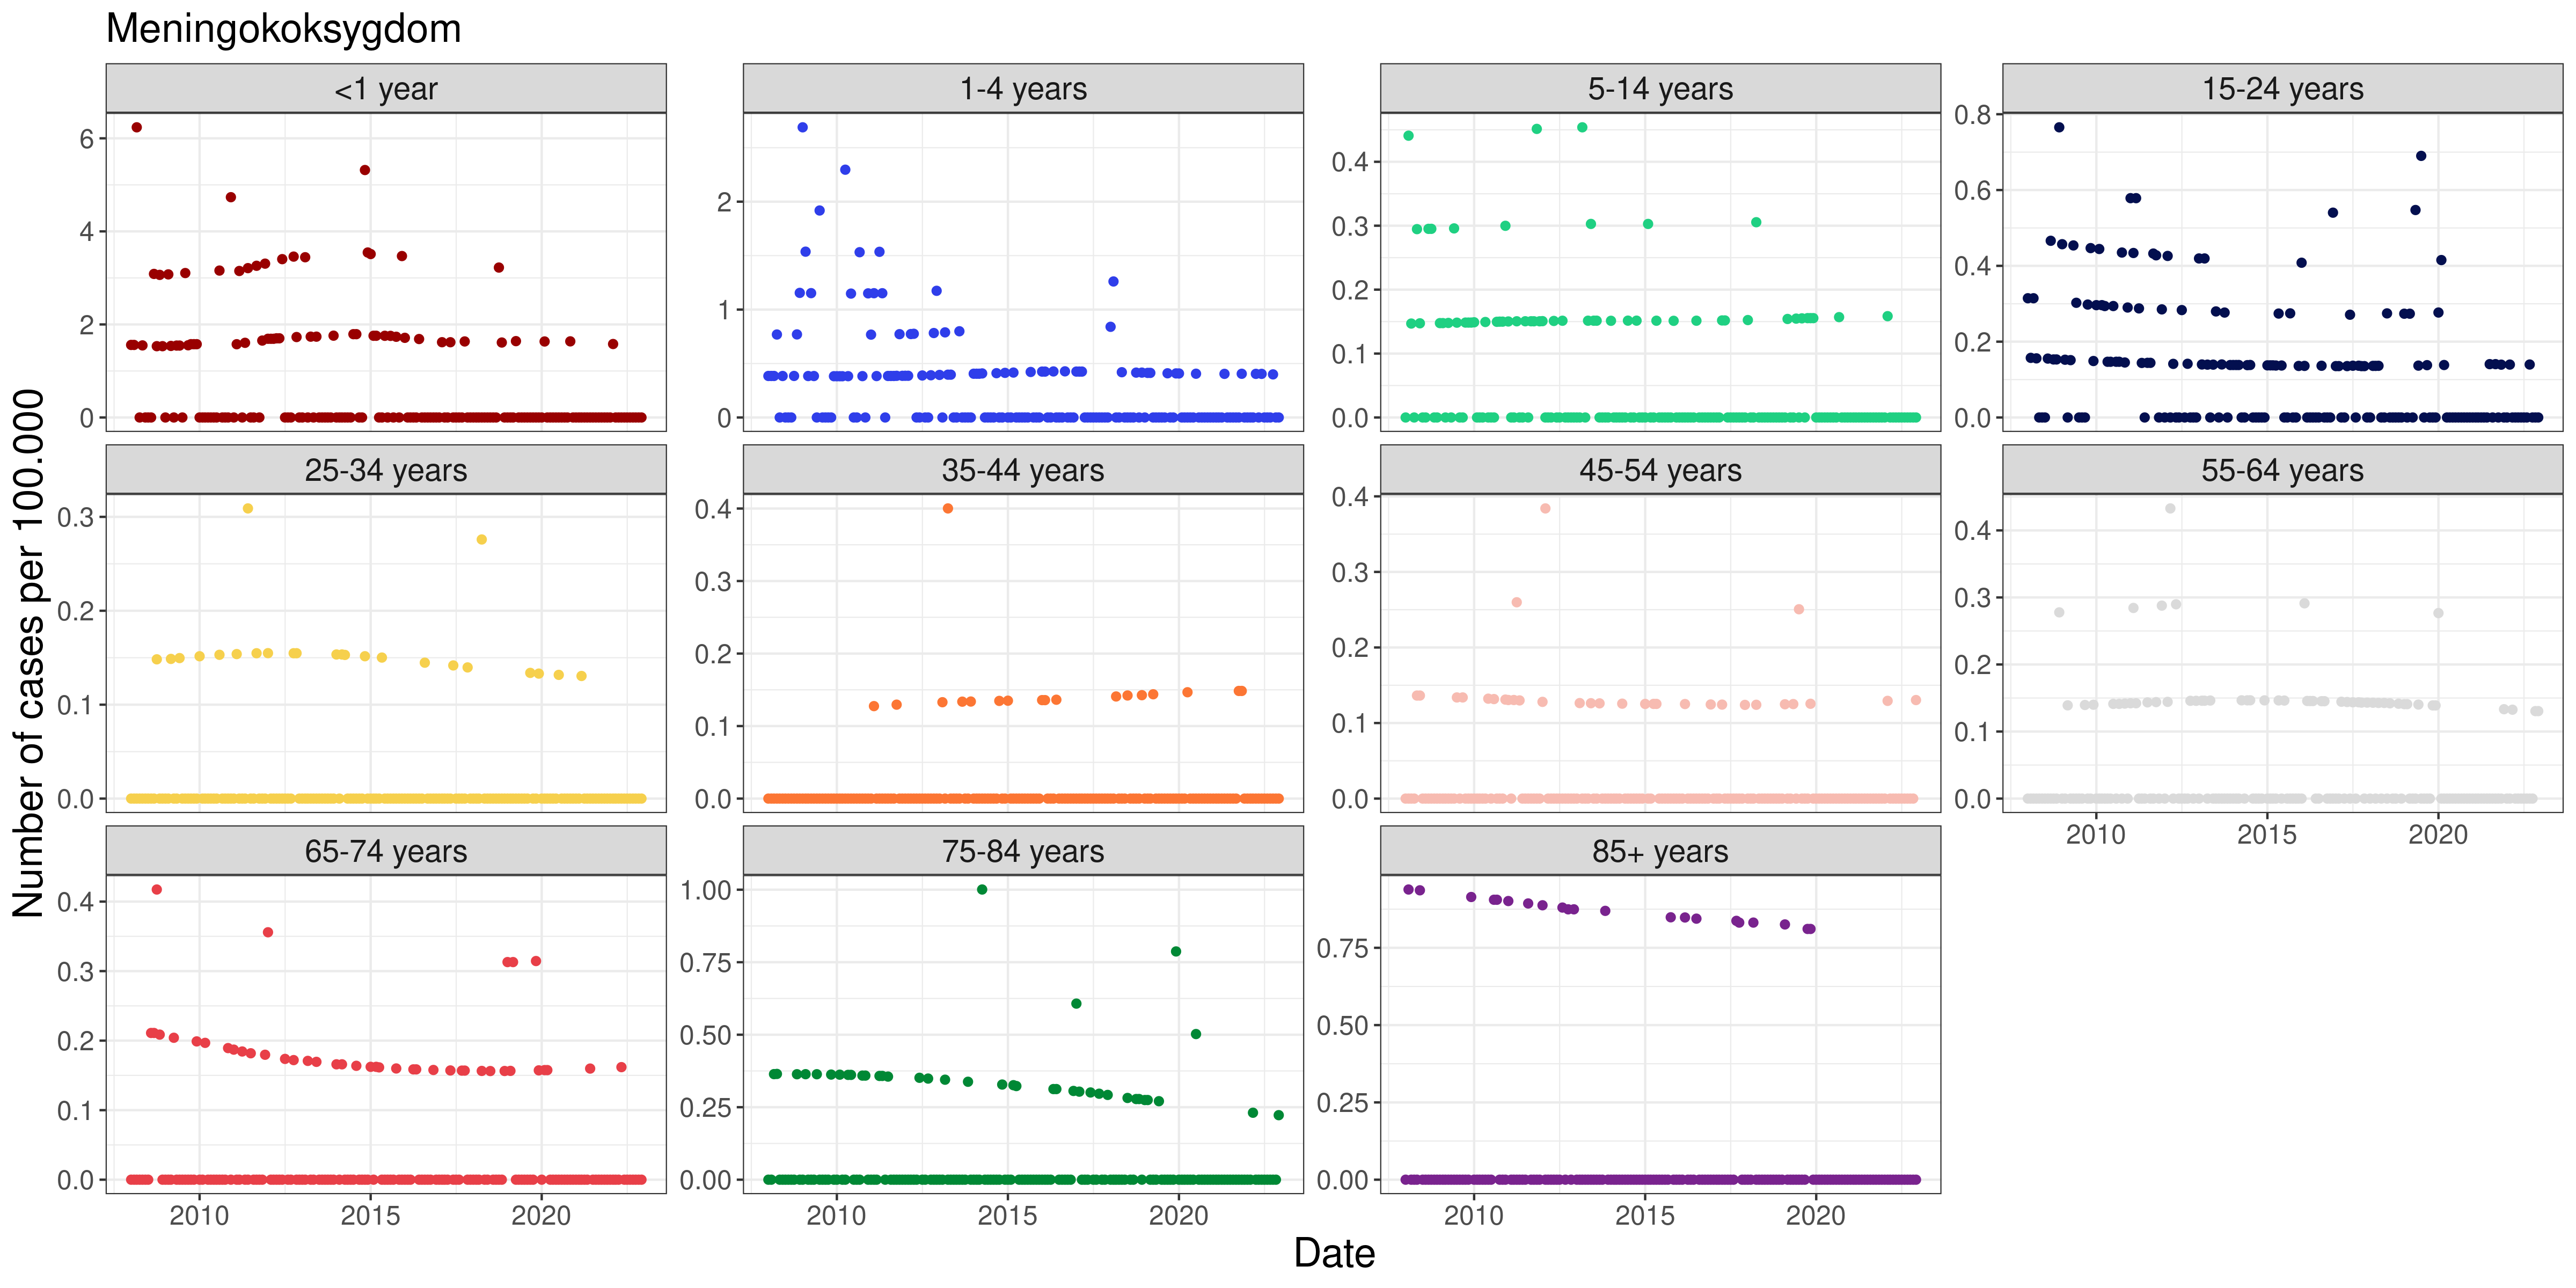 Meningokoksygdom
Number of cases per 100.000
<1 year
1-4 years
5-14 years
15-24 years
6
4
2
0
2
1
0
0.4
0.3
0.2
0.1
0.0
0.8
0.6
0.4
0.2
0.0
25-34 years
35-44 years
45-54 years
55-64 years
0.3
0.2
0.1
0.0
0.4
0.3
0.2
0.1
0.0
0.4
0.3
0.2
0.1
0.0
0.4
0.3
0.2
0.1
0.0
2010 2015 2020
65-74 years
75-84 years
85+ years
0.4
0.3
0.2
0.1
0.0
1.00
0.75
0.50
0.25
0.00
0.75
0.50
0.25
0.00
2010 2015 2020
2010 2015 2020
2010 2015 2020
Date